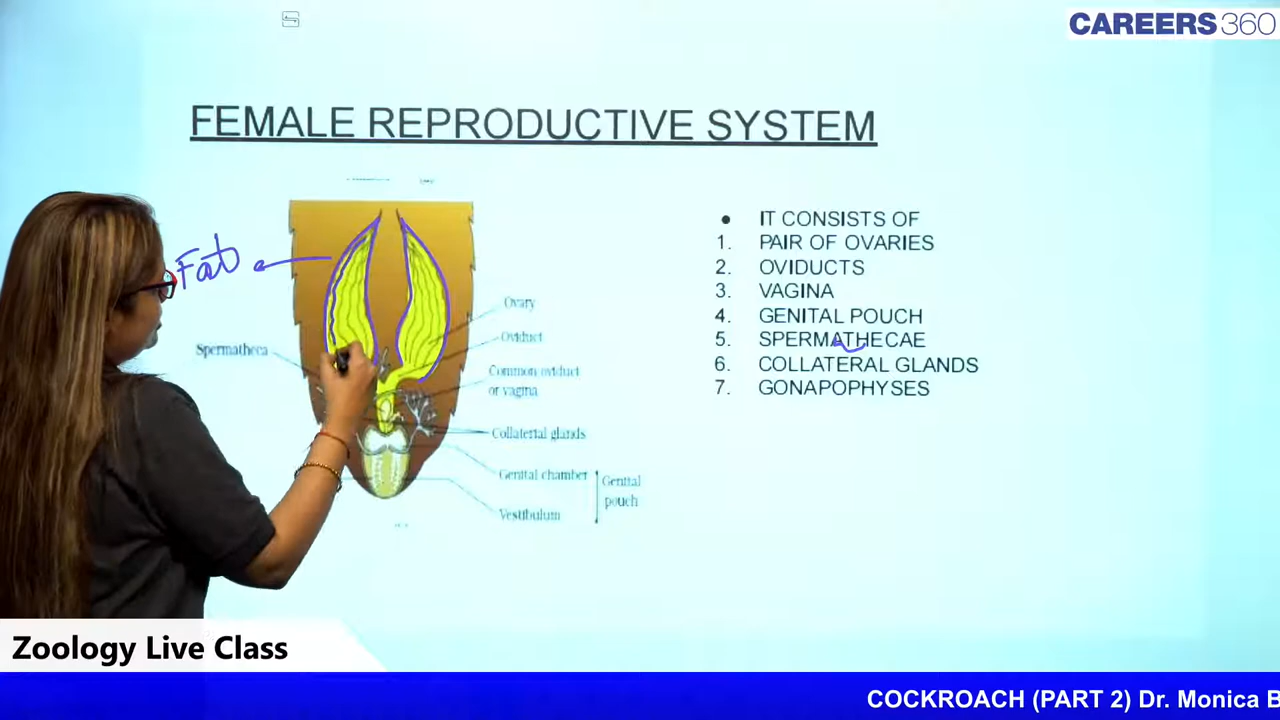 CAREERS360
FEMALE REPRODUCTIVE SYSTEM
Fat
Spermatheca
Ovary
Oviduct
Common oviduct
or vagina
Collaterial glands
Genital chamber
Genital
pouch
Vestibulum
● IT CONSISTS OF
1. PAIR OF OVARIES
2. OVIDUCTS
3. VAGINA
4. GENITAL POUCH
5. SPERMATHECAE
6. COLLATERAL GLANDS
7. GONAPOPHYSES
Zoology Live Class
COCKROACH (PART 2) Dr. Monica B